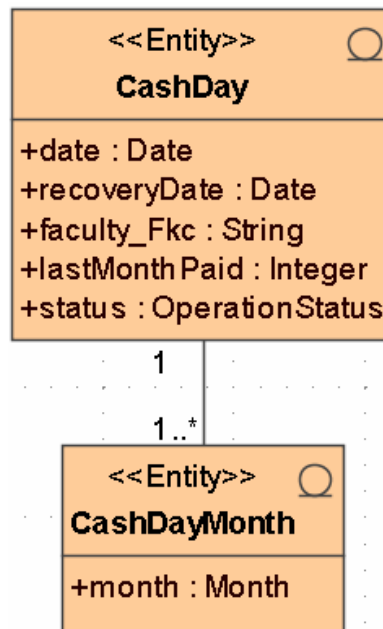 <<Entity>>
CashDay
+date : Date
+recoveryDate : Date
+faculty_Fkc : String
+lastMonthPaid : Integer
+status : OperationStatus
1
1..*
<<Entity>>
CashDayMonth
+month : Month